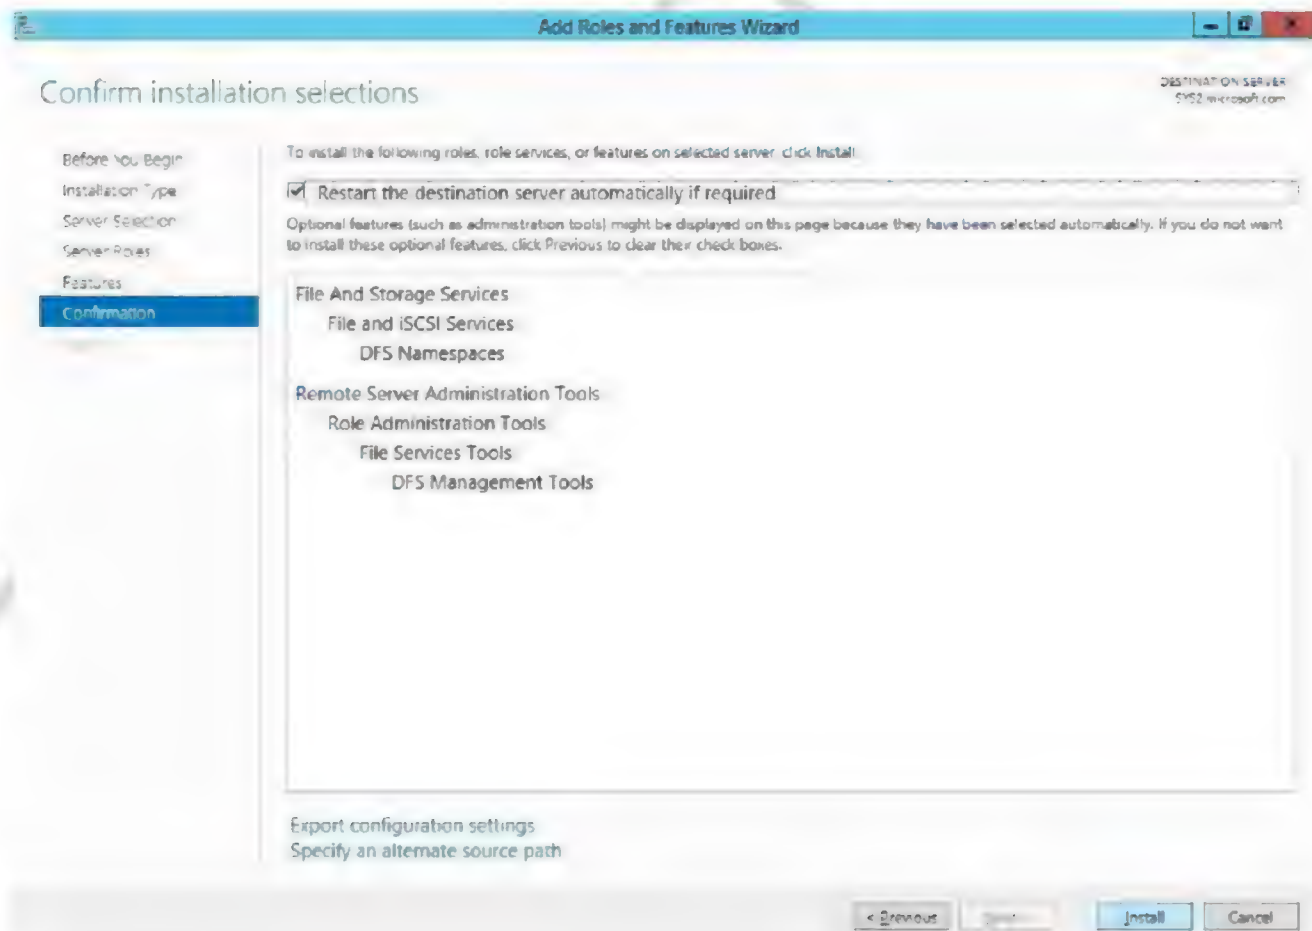 Add Roles and Features Wizard
Confirm installation selections
DESTINATION SERVER
SYS2.microsoft.com
Before You Begin
Installation Type
Server Selection
Server Roles
Features
Confirmation
To install the following roles, role services, or features on selected server, click Install.
Restart the destination server automatically if required
Optional features (such as administration tools) might be displayed on this page because they have been selected automatically. If you do not want
to install these optional features, click Previous to clear their check boxes.
File And Storage Services
File and iSCSI Services
DFS Namespaces
Remote Server Administration Tools
Role Administration Tools
File Services Tools
DFS Management Tools
Export configuration settings
Specify an alternate source path
< Previous
Install
Cancel